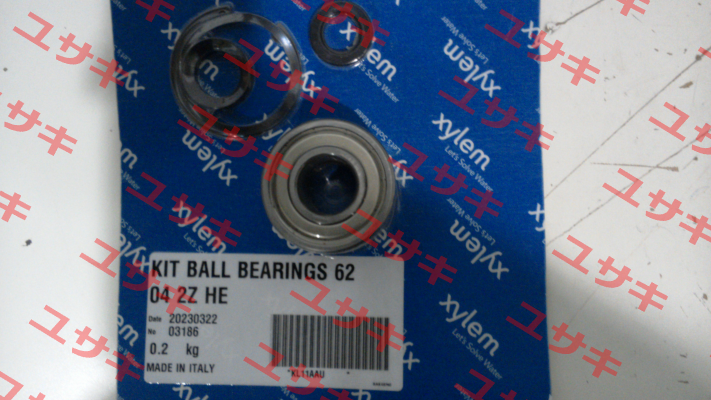 xylem
Let's Solve Water
KIT BALL BEARINGS 62
04 2Z HE
Date 20230322
No 03186
0.2 kg
MADE IN ITALY
*KL11AAU *
ユサキ